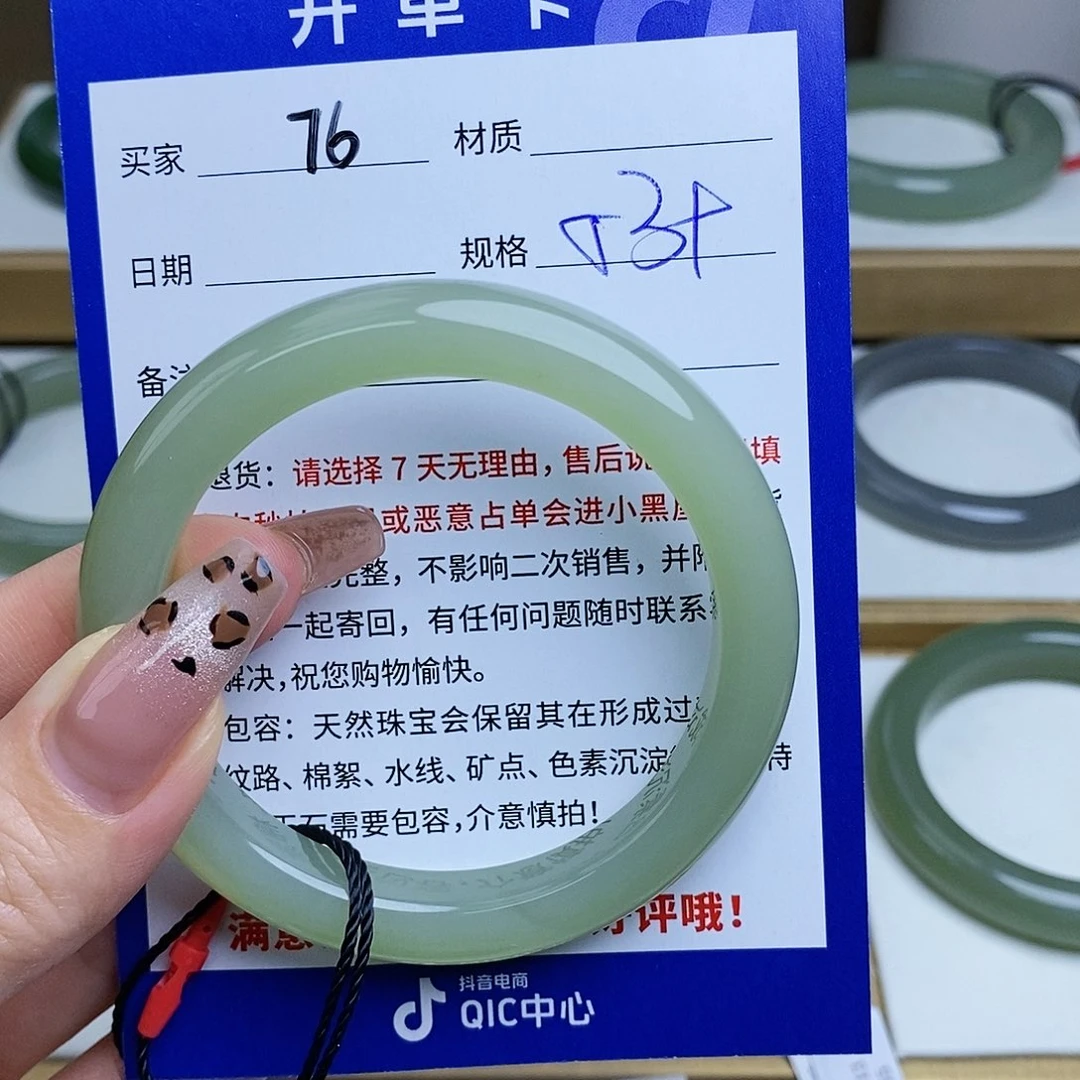 开单卡
买家 76 材质
日期 规格
备注
退货：请选择7天无理由，售后说 填
或恶意占单会进小黑屋
完整，不影响二次销售，并附
一起寄回，有任何问题随时联系
解决，祝您购物愉快。
包容：天然珠宝会保留其在形成过
纹路、棉絮、水线、矿点、色素沉淀 待
玉石需要包容，介意慎拍！
满意 好评哦！
抖音电商
QIC中心